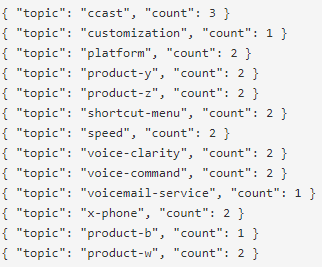 { "topic": "ccast", "count": 3 }
{ "topic": "customization", "count": 1 }
{ "topic": "platform", "count": 2 }
{ "topic": "product-y", "count": 2 }
{ "topic": "product-z", "count": 2 }
{ "topic": "shortcut-menu", "count": 2 }
{ "topic": "speed", "count": 2 }
{ "topic": "voice-clarity", "count": 2 }
{ "topic": "voice-command", "count": 2 }
{ "topic": "voicemail-service", "count": 1 }
{ "topic": "x-phone", "count": 2 }
{ "topic": "product-b", "count": 1 }
{ "topic": "product-w", "count": 2 }